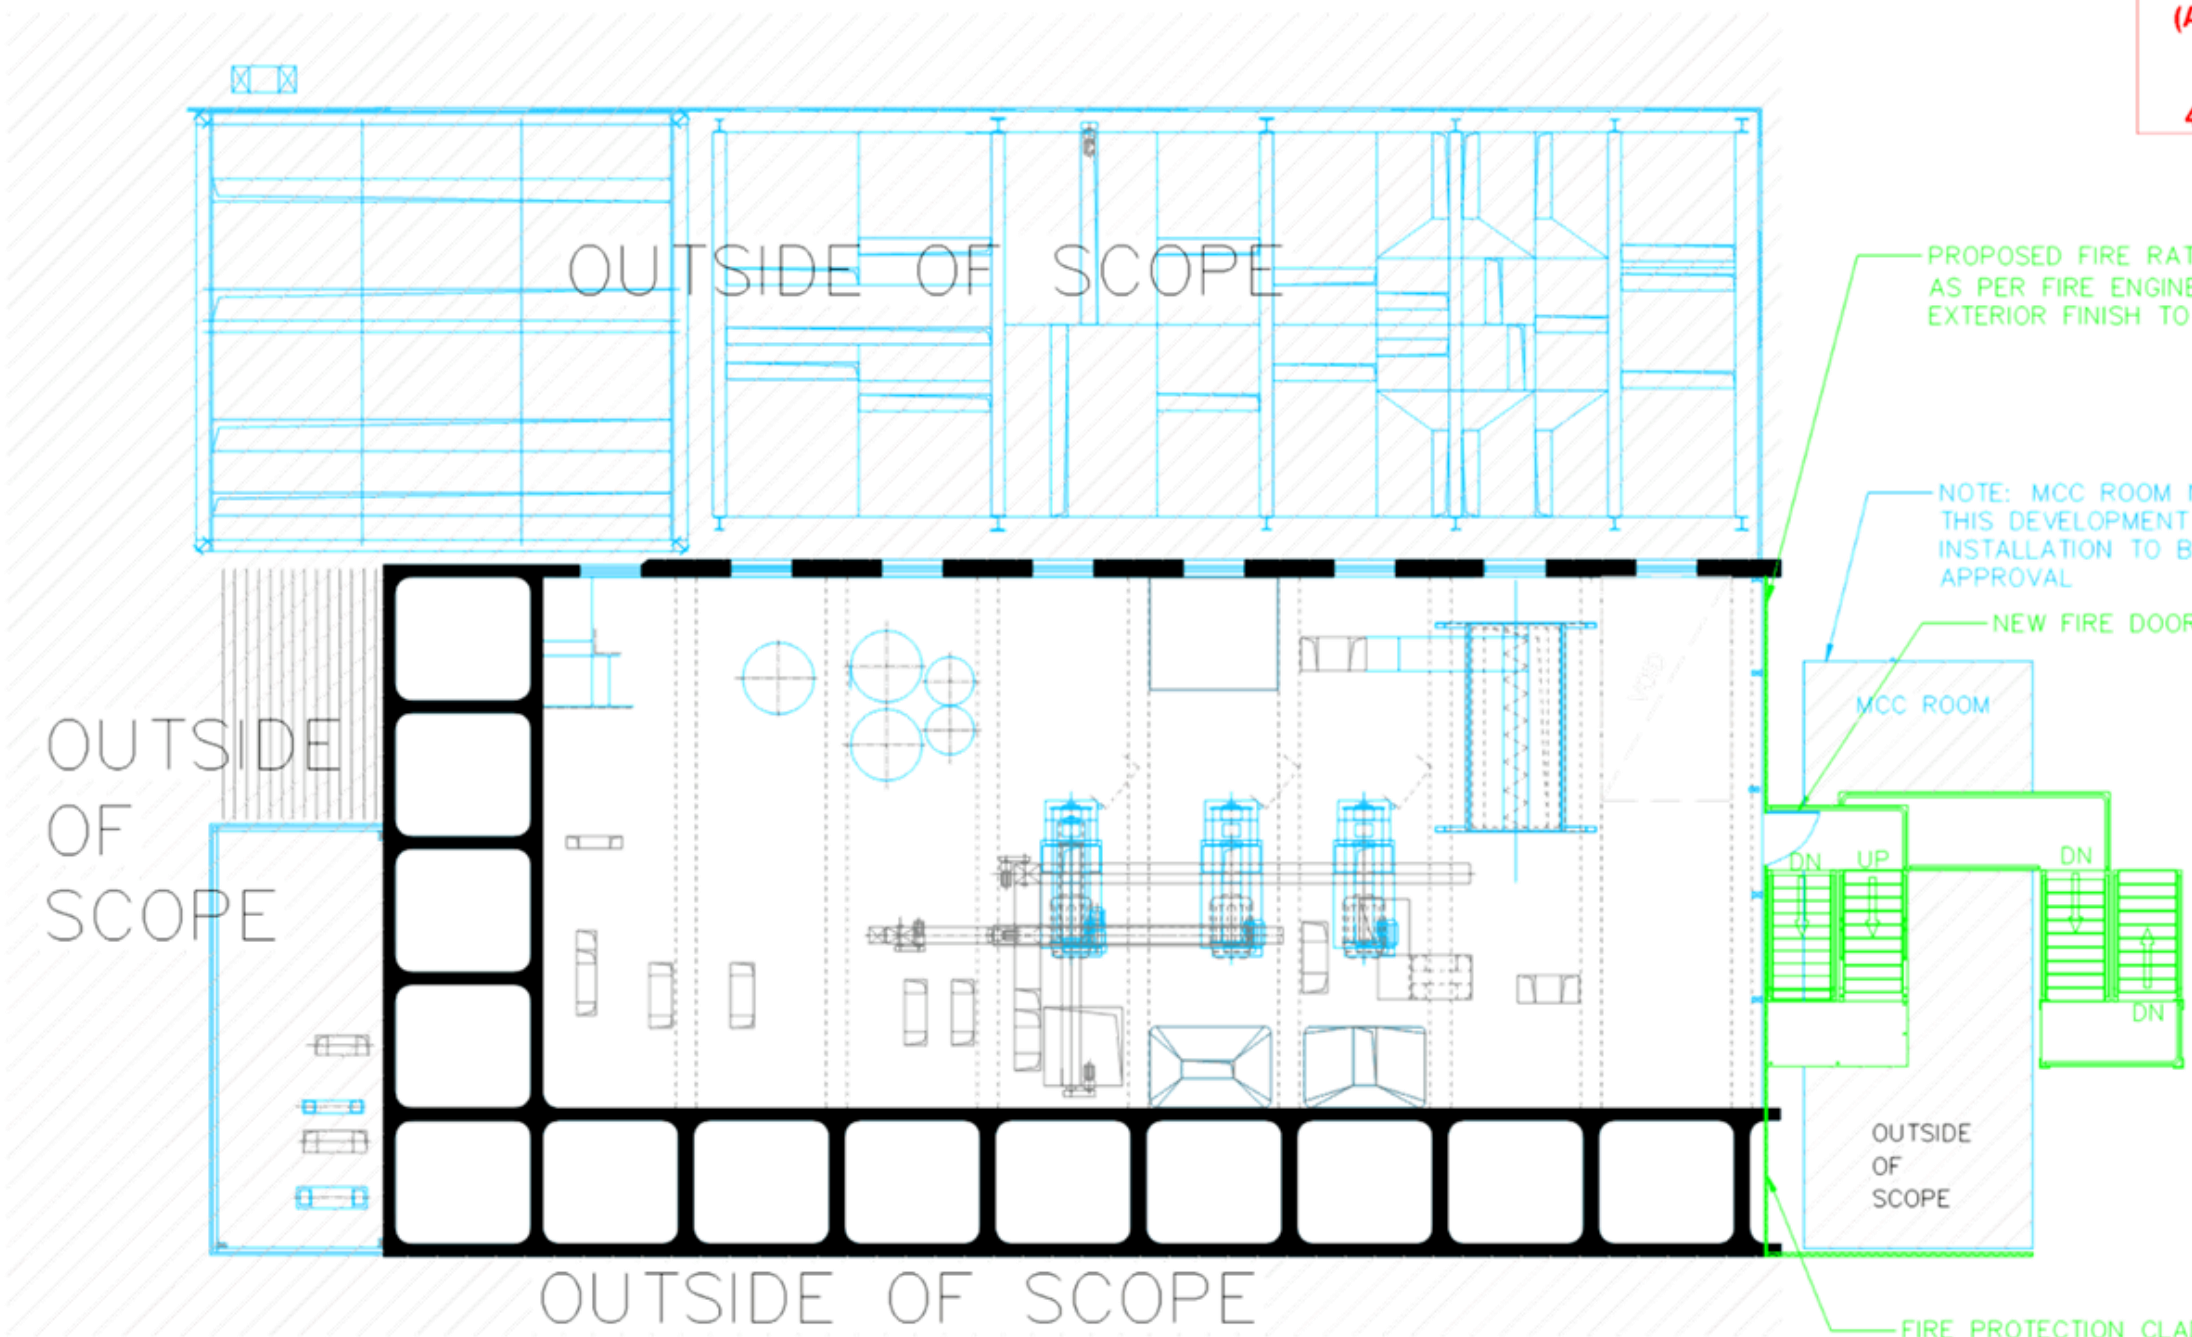 (A
4
OUTSIDE OF SCOPE
PROPOSED FIRE RAT
AS PER FIRE ENGINE
EXTERIOR FINISH TO
NOTE: MCC ROOM N
THIS DEVELOPMENT
INSTALLATION TO B
APPROVAL
NEW FIRE DOOR
VOID
MCC ROOM
OUTSIDE
OF
SCOPE
DN UP DN
DN
OUTSIDE
OF
SCOPE
OUTSIDE OF SCOPE
FIRE PROTECTION CLA